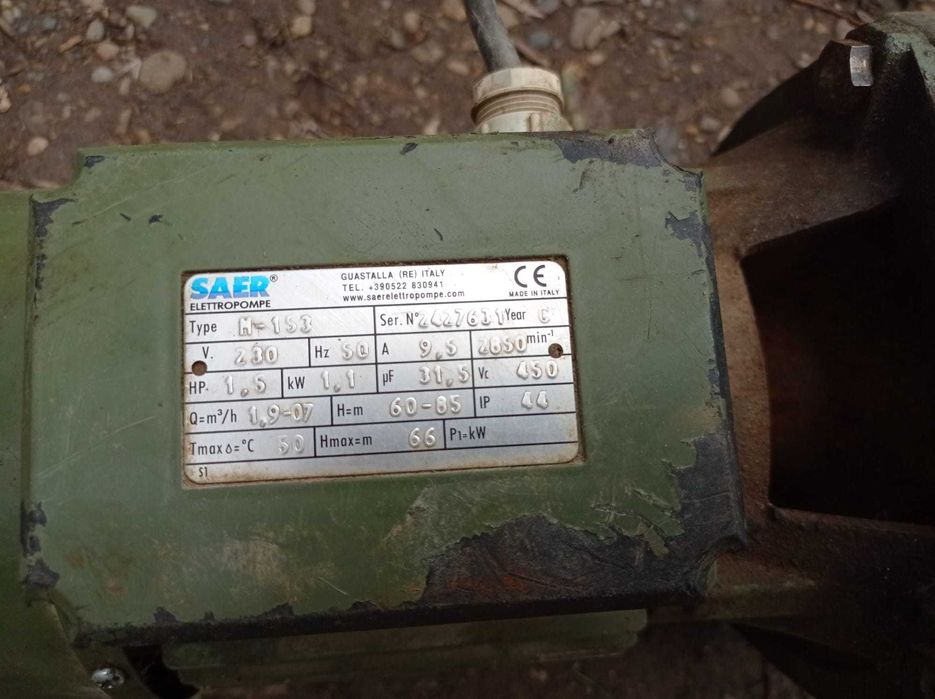 SAER®
ELETTROPOMPE
GUASTALLA (RE) ITALY
TEL. +390522 830941
www.saerelettropompe.com
CE
MADE IN ITALY
Type M-153 Ser. N° 2427631 Year C
V. 230 Hz 50 A 9,5 2850 min-1
HP. 1,5 kW 1,1 µF 31,5 Vc 450
Q=m³/h 1,9-07 H=m 60-85 IP 44
Tmax ∆=°C 50 Hmax=m 66 P1=kW
S1